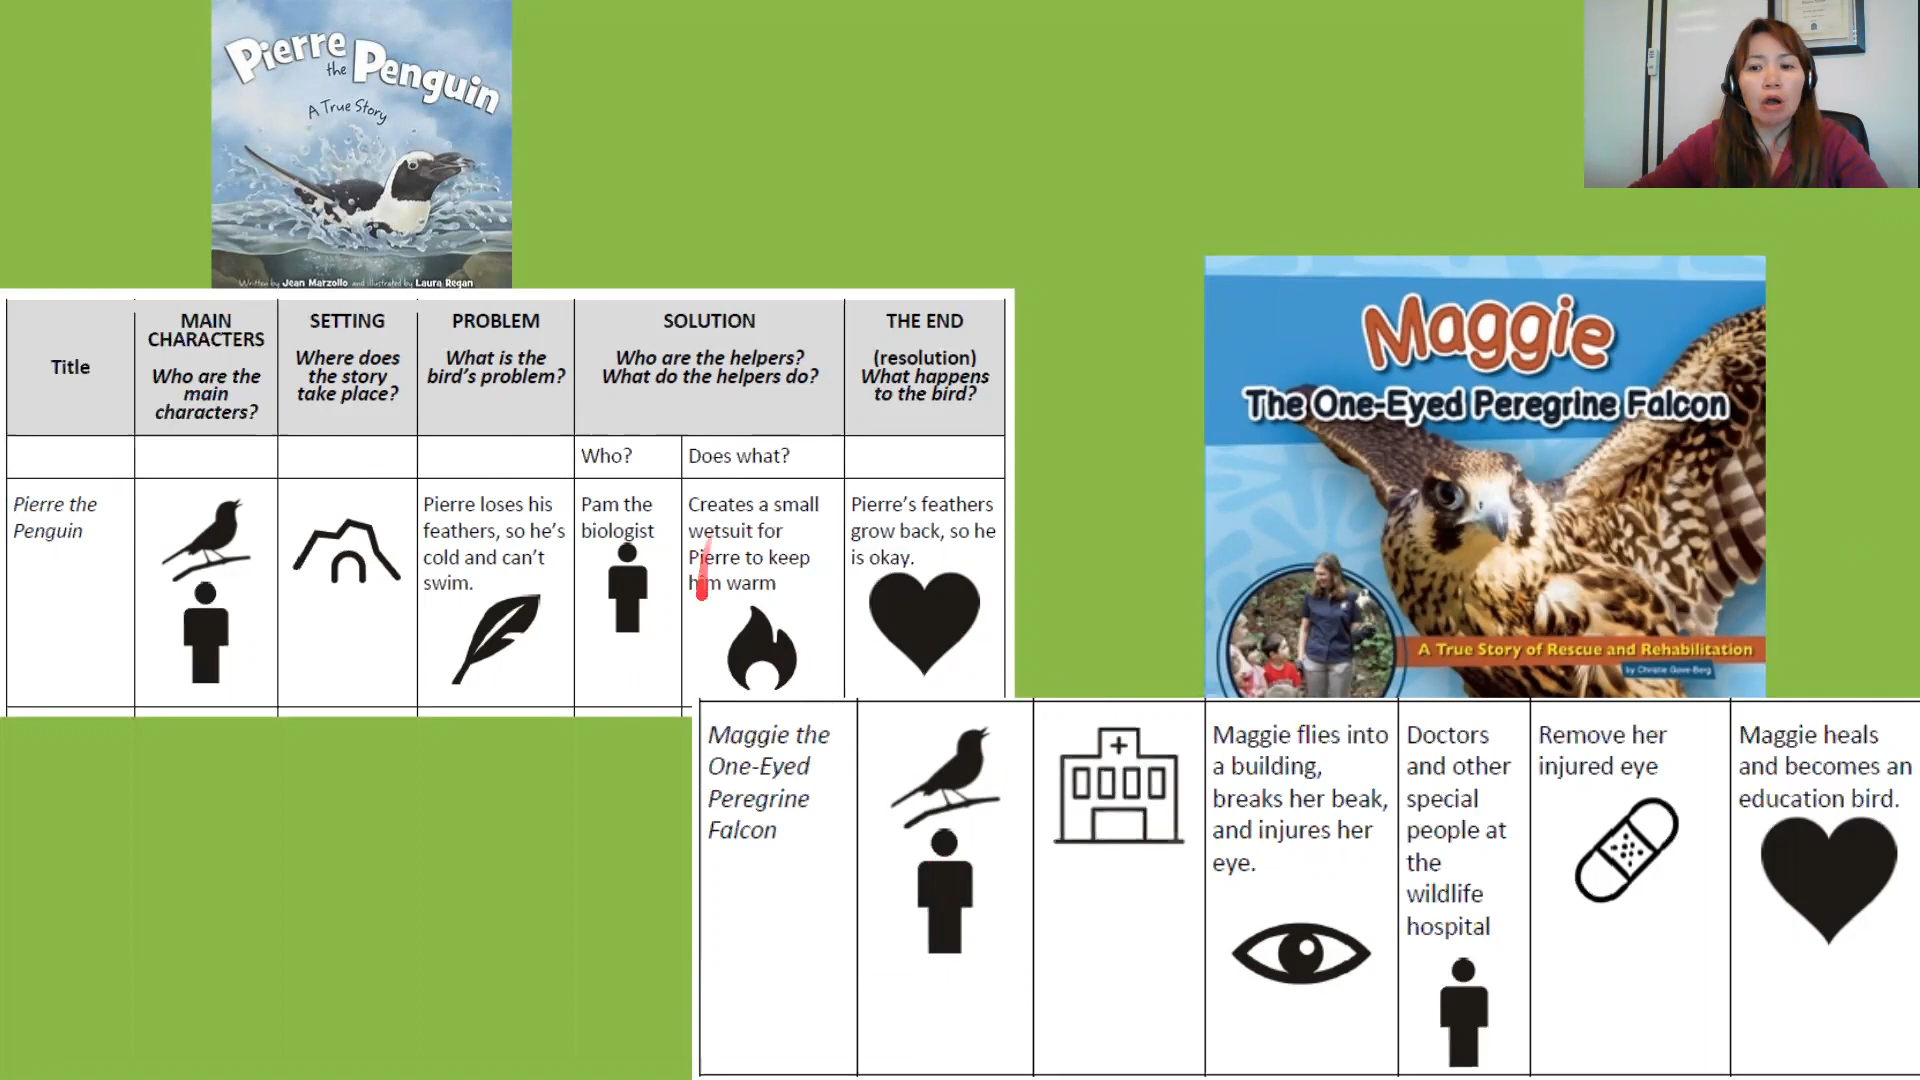 Pierre
the
Penguin
A True Story
Written by Jean Marzollo and illustrated by Laura Regan
Title
MAIN
CHARACTERS
Who are the
main
characters?
SETTING
Where does
the story
take place?
PROBLEM
What is the
bird's problem?
SOLUTION
Who are the helpers?
What do the helpers do?
THE END
(resolution)
What happens
to the bird?
Who?
Does what?
Pierre the
Penguin
Pierre loses his
feathers, so he's
cold and can't
swim.
Pam the
biologist
Creates a small
wetsuit for
Pierre to keep
him warm
Pierre's feathers
grow back, so he
is okay.
Maggie
The One-Eyed Peregrine Falcon
A True Story of Rescue and Rehabilitation
by Christie Gove-Berg
Maggie the
One-Eyed
Peregrine
Falcon
Maggie flies into
a building,
breaks her beak,
and injures her
eye.
Doctors
and other
special
people at
the
wildlife
hospital
Remove her
injured eye
Maggie heals
and becomes an
education bird.